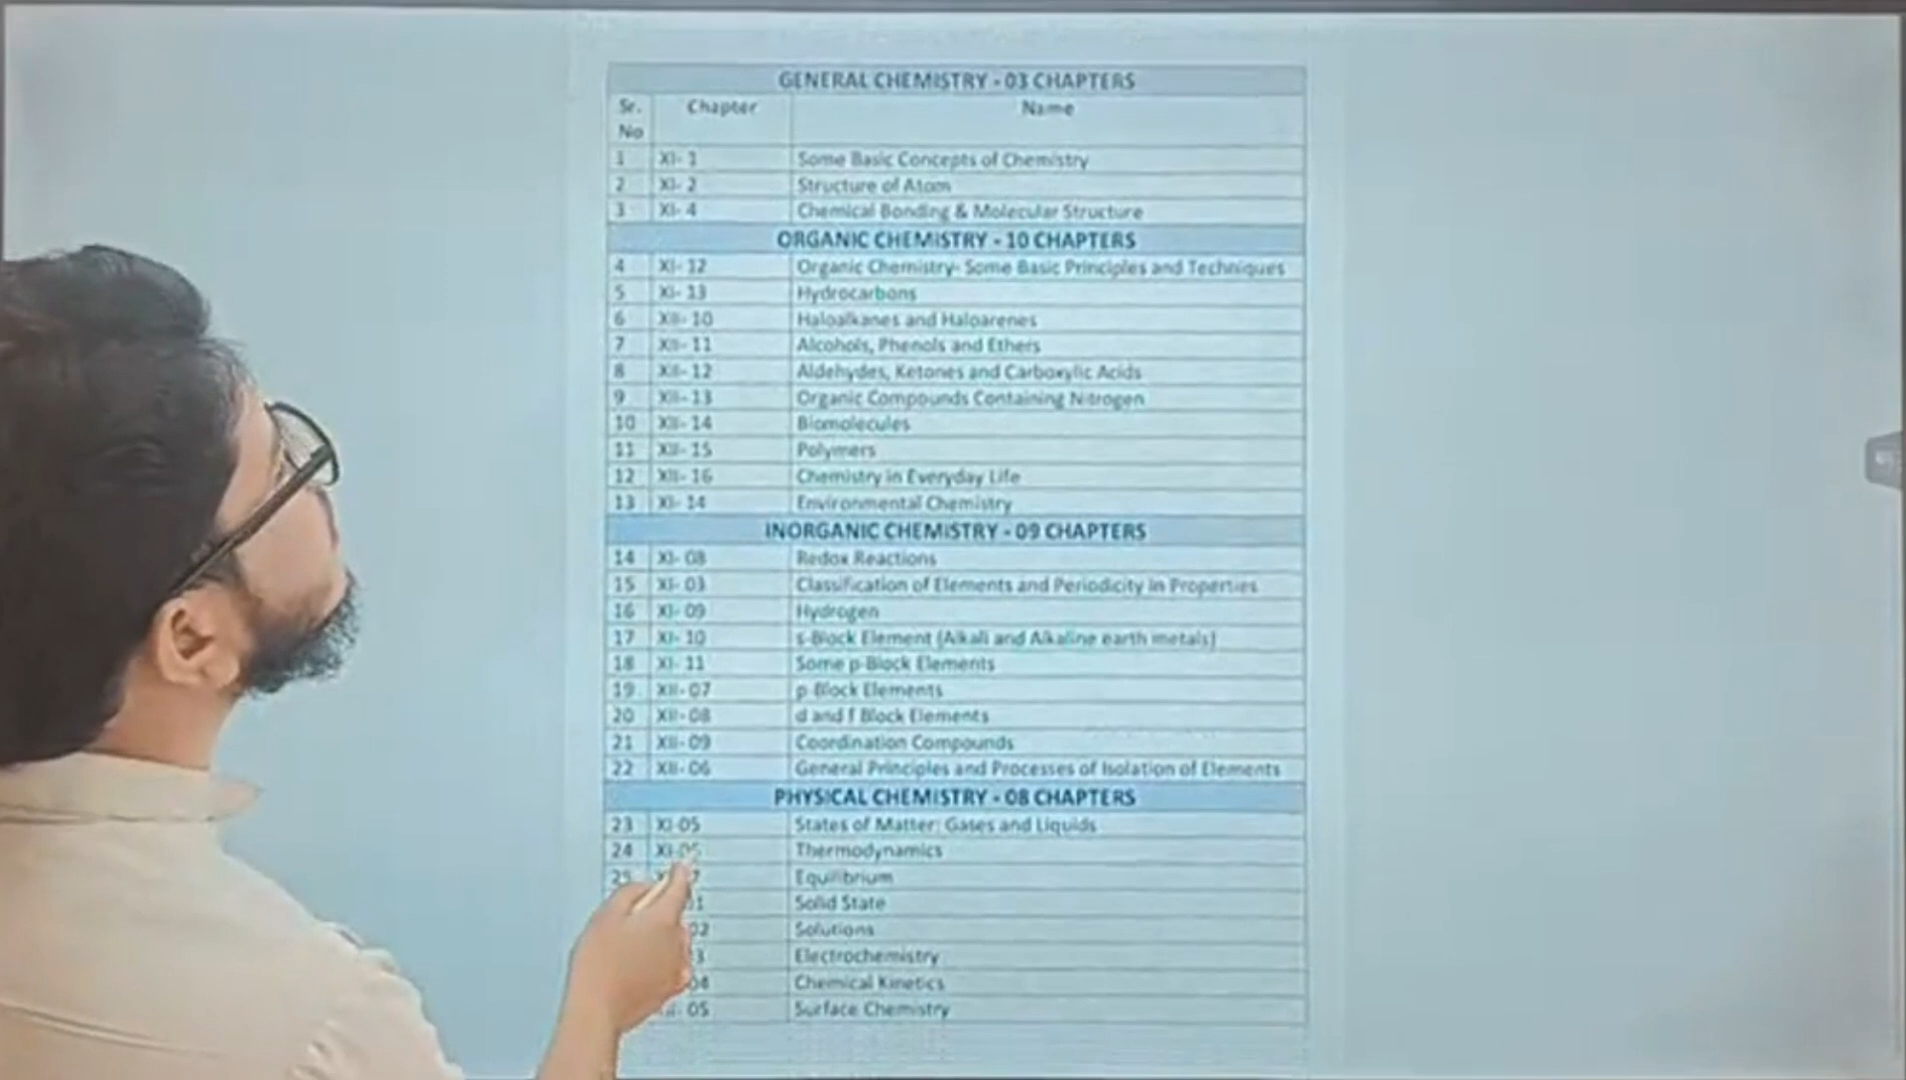 GENERAL CHEMISTRY - 03 CHAPTERS
Sr. No Chapter Name
1 XI- 1 Some Basic Concepts of Chemistry
2 XI- 2 Structure of Atom
3 XI- 4 Chemical Bonding & Molecular Structure
ORGANIC CHEMISTRY - 10 CHAPTERS
4 XI- 12 Organic Chemistry- Some Basic Principles and Techniques
5 XI- 13 Hydrocarbons
6 XII- 10 Haloalkanes and Haloarenes
7 XII- 11 Alcohols, Phenols and Ethers
8 XII- 12 Aldehydes, Ketones and Carboxylic Acids
9 XII- 13 Organic Compounds Containing Nitrogen
10 XII- 14 Biomolecules
11 XII- 15 Polymers
12 XII- 16 Chemistry in Everyday Life
13 XI- 14 Environmental Chemistry
INORGANIC CHEMISTRY - 09 CHAPTERS
14 XI- 08 Redox Reactions
15 XI- 03 Classification of Elements and Periodicity In Properties
16 XI- 09 Hydrogen
17 XI- 10 s-Block Element (Alkali and Alkaline earth metals)
18 XI- 11 Some p-Block Elements
19 XII- 07 p Block Elements
20 XII- 08 d and f Block Elements
21 XII- 09 Coordination Compounds
22 XII- 06 General Principles and Processes of Isolation of Elements
PHYSICAL CHEMISTRY - 08 CHAPTERS
23 XI-05 States of Matter: Gases and Liquids
24 Thermodynamics
25 Equilibrium
Solid State
02 Solutions
Electrochemistry
04 Chemical Kinetics
05 Surface Chemistry